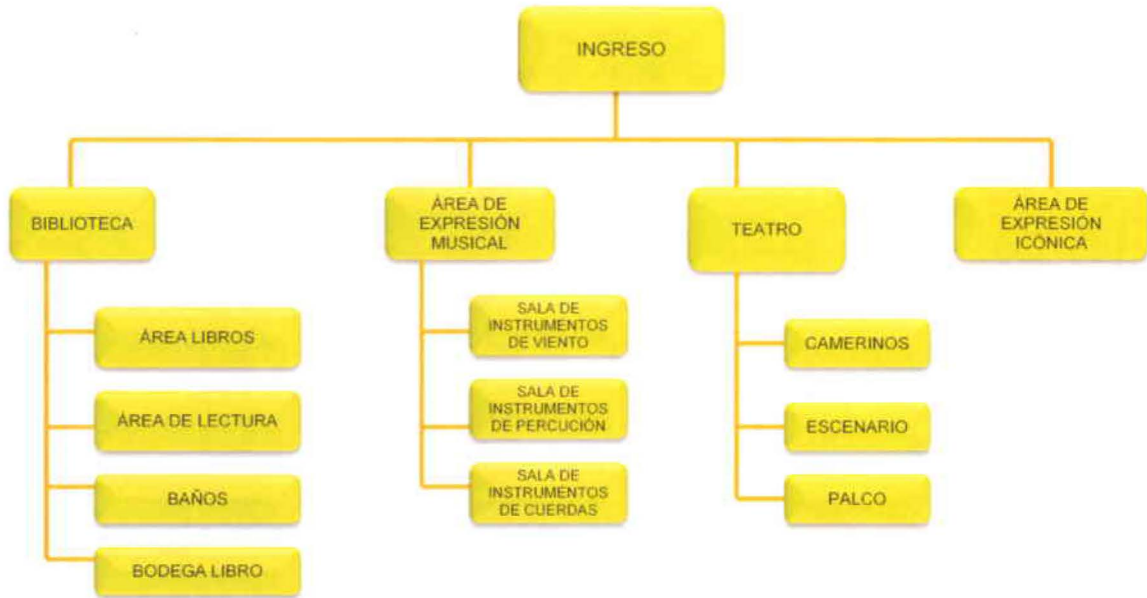 INGRESO
BIBLIOTECA
ÁREA DE
EXPRESIÓN
MUSICAL
TEATRO
ÁREA DE
EXPRESIÓN
ICÓNICA
ÁREA LIBROS
ÁREA DE LECTURA
BAÑOS
BODEGA LIBRO
SALA DE
INSTRUMENTOS
DE VIENTO
SALA DE
INSTRUMENTOS
DE PERCUCIÓN
SALA DE
INSTRUMENTOS
DE CUERDAS
CAMERINOS
ESCENARIO
PALCO